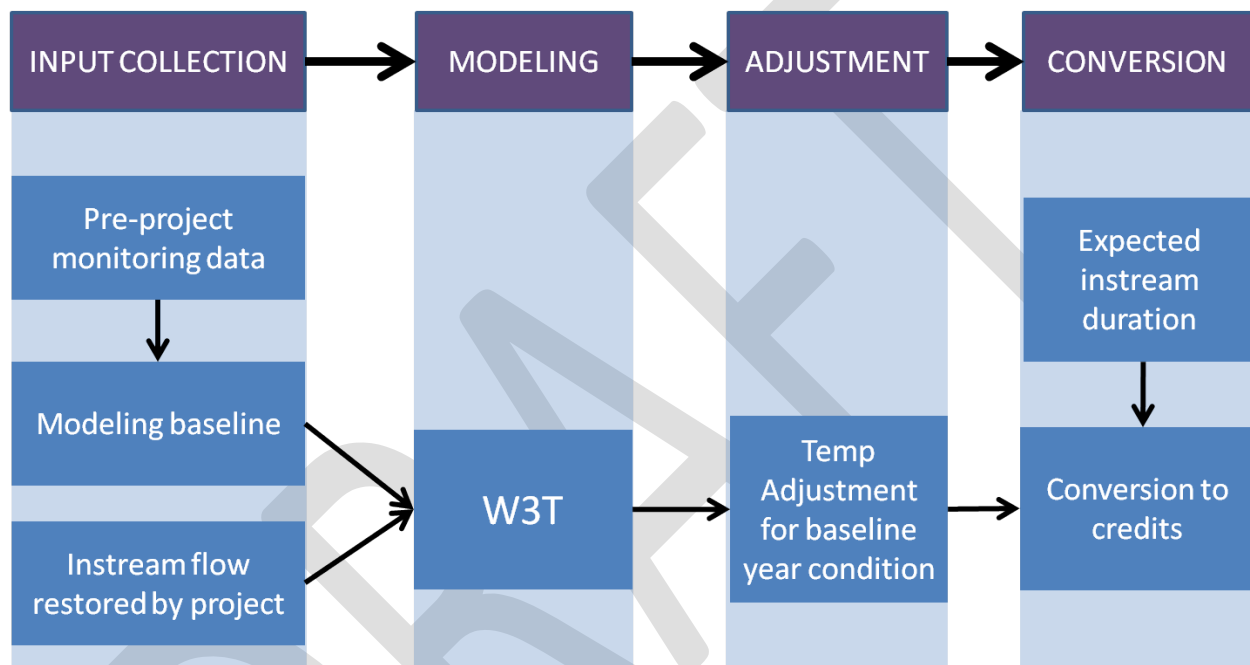 INPUT COLLECTION
MODELING
ADJUSTMENT
CONVERSION
Pre-project
monitoring data
Modeling baseline
Instream flow
restored by project
W3T
Temp
Adjustment
for baseline
year condition
Expected
instream
duration
Conversion to
credits
DRAFT